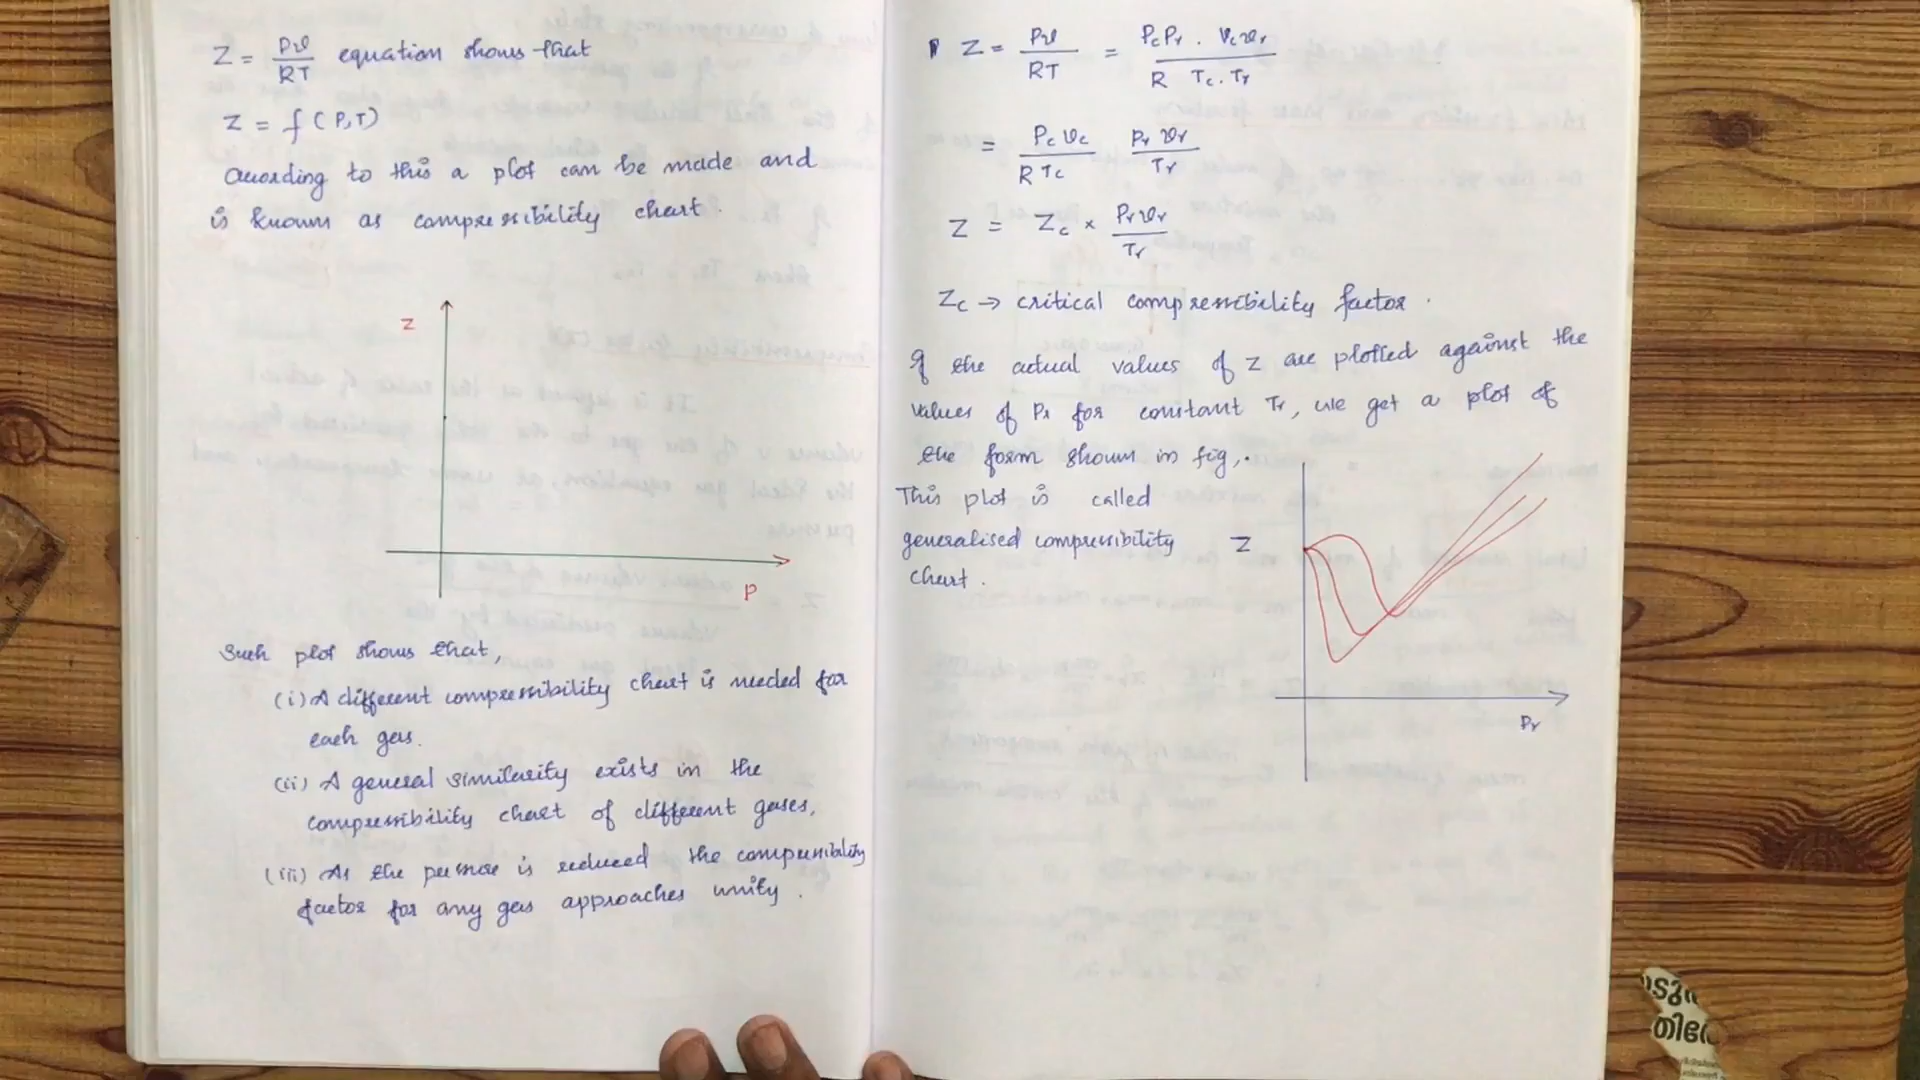 Z = Pv/RT equation shows that
Z = f(P,T)
According to this a plot can be made and
is known as compressibility chart.
Z
P
Such plot shows that,
(i) A different compressibility chart is needed for
each gas.
(ii) A general similarity exists in the
compressibility chart of different gases,
(iii) As the pressure is reduced the compressibility
factor for any gas approaches unity.
Z = Pv/RT = PcPr . Vcvr / R Tc.Tr
= Pcvc/RTc Prvr/Tr
Z = Zc × Prvr/Tr
Zc → critical compressibility factor.
If the actual values of Z are plotted against the
values of Pr for constant Tr, we get a plot of
the form shown in fig,.
This plot is called
generalised compressibility
chart.
Z
Pr